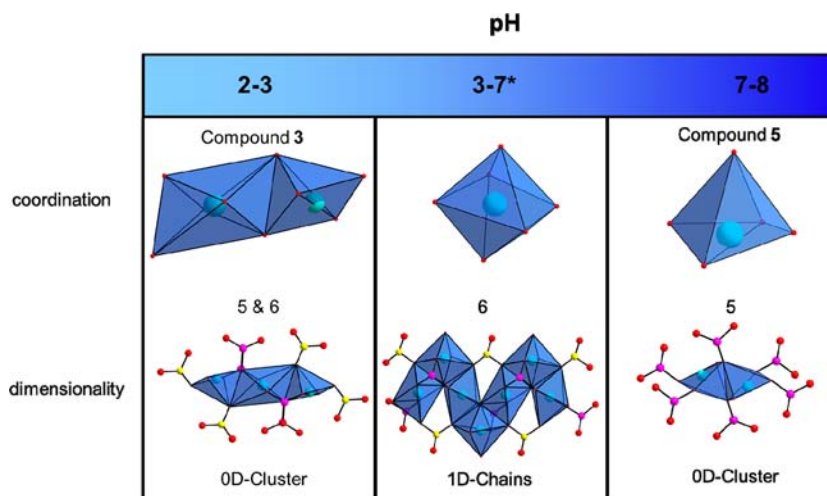 pH
2-3 3-7* 7-8
Compound 3 Compound 5
coordination
5 & 6 6 5
dimensionality
0D-Cluster 1D-Chains 0D-Cluster